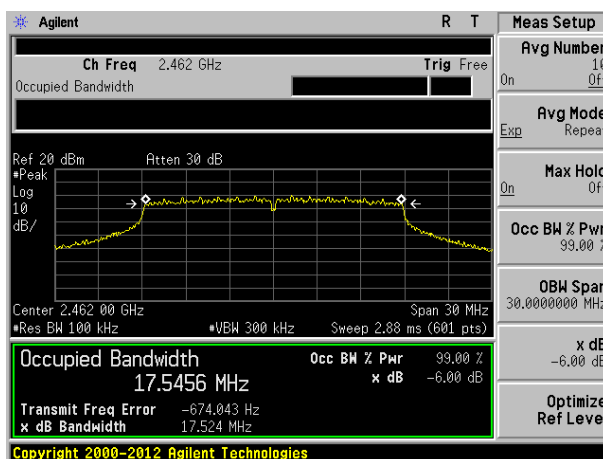 Agilent R T
Ch Freq 2.462 GHz Trig Free
Occupied Bandwidth
Ref 20 dBm Atten 30 dB
#Peak
Log
10
dB/
Center 2.462 00 GHz Span 30 MHz
#Res BW 100 kHz #VBW 300 kHz Sweep 2.88 ms (601 pts)
Occupied Bandwidth Occ BW % Pwr 99.00 %
17.5456 MHz x dB -6.00 dB
Transmit Freq Error -674.043 Hz
x dB Bandwidth 17.524 MHz
Copyright 2000-2012 Agilent Technologies
Meas Setup
Avg Number
10
On Of
Avg Mode
Exp Repea
Max Hold
On Of
Occ BW % Pwr
99.00 %
OBW Span
30.0000000 MHz
x dB
-6.00 dB
Optimize
Ref Leve